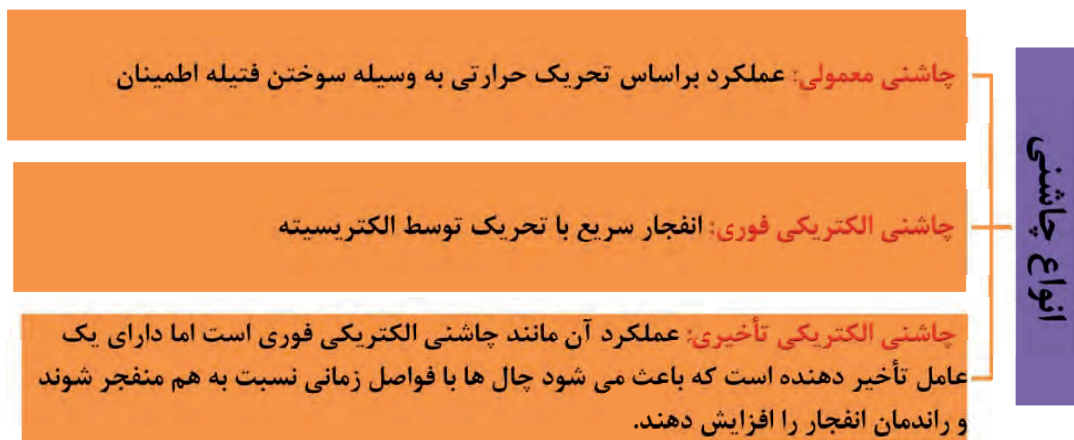 انواع چاشنی
چاشنی معمولی: عملکرد براساس تحریک حرارتی به وسیله سوختن فتیله اطمینان
چاشنی الکتریکی فوری: انفجار سریع با تحریک توسط الکتریسیته
چاشنی الکتریکی تأخیری: عملکرد آن مانند چاشنی الکتریکی فوری است اما دارای یک
عامل تأخیر دهنده است که باعث می شود چال ها با فواصل زمانی نسبت به هم منفجر شوند
و راندمان انفجار را افزایش دهند.